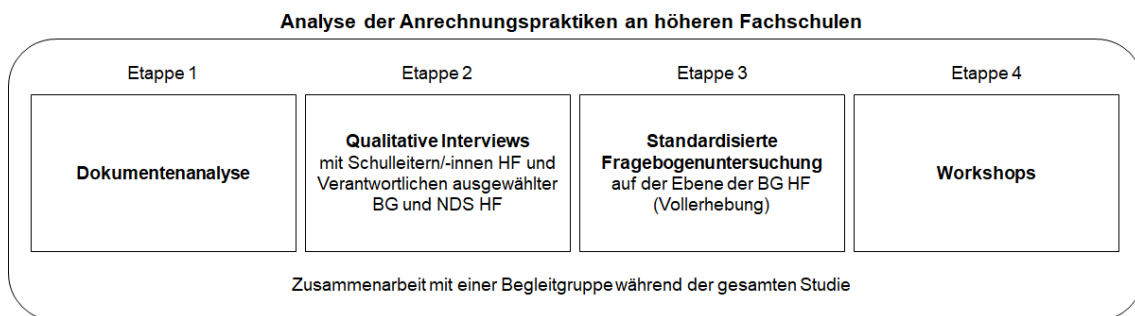 Analyse der Anrechnungspraktiken an höheren Fachschulen
Etappe 1
Etappe 2
Etappe 3
Etappe 4
Dokumentenanalyse
Qualitative Interviews
mit Schulleitern/-innen HF und
Verantwortlichen ausgewählter
BG und NDS HF
Standardisierte
Fragebogenuntersuchung
auf der Ebene der BG HF
(Vollerhebung)
Workshops
Zusammenarbeit mit einer Begleitgruppe während der gesamten Studie